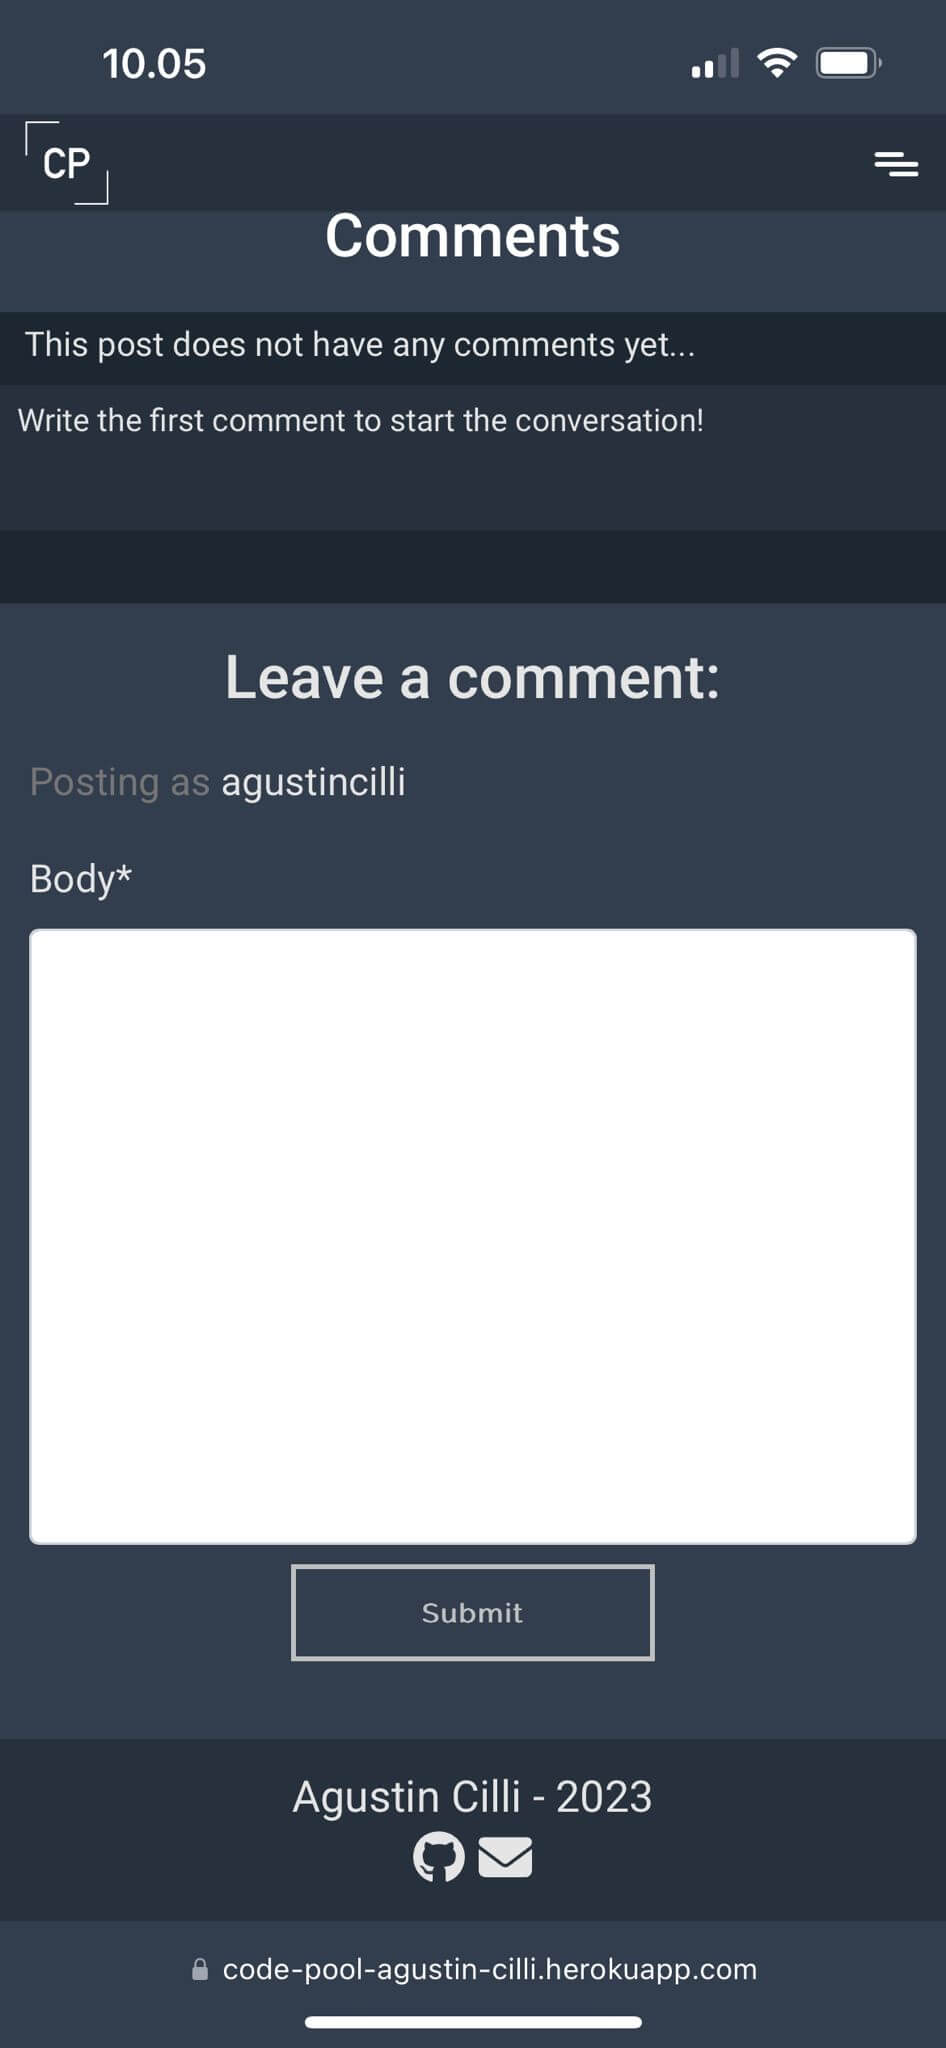 10.05
CP
Comments
This post does not have any comments yet...
Write the first comment to start the conversation!
Leave a comment:
Posting as agustincilli
Body*
Submit
Agustin Cilli - 2023
code-pool-agustin-cilli.herokuapp.com